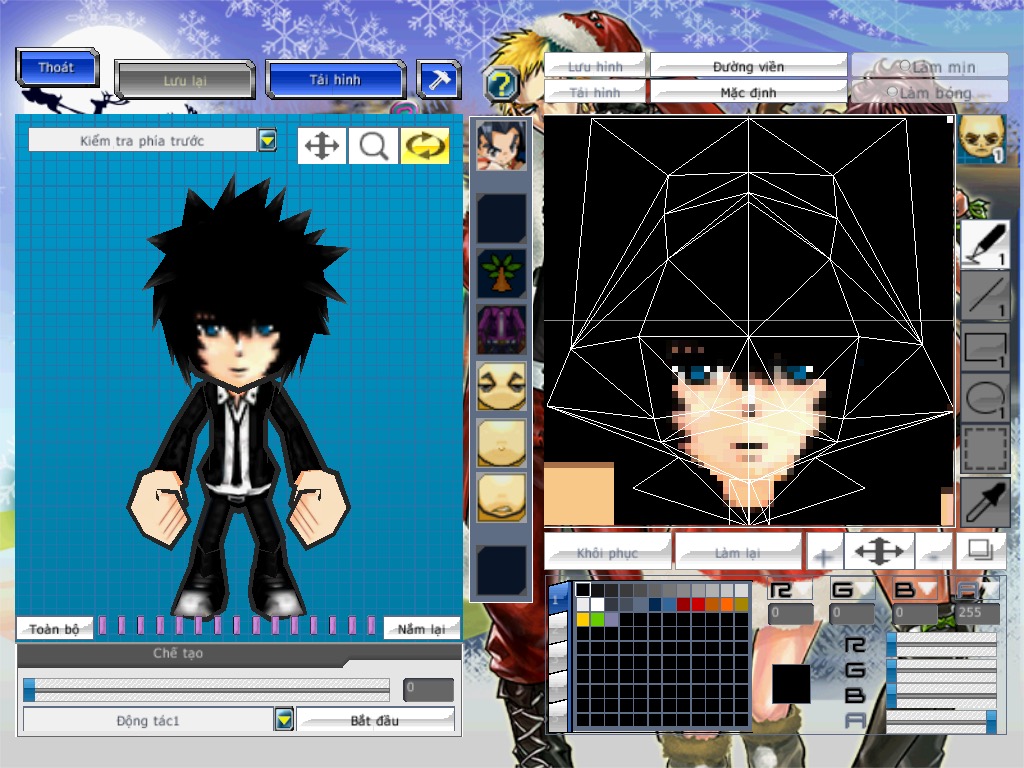 Thoát
Lưu lại
Tải hình
?
Lưu hình
Đường viền
Làm mịn
Tải hình
Mặc định
Làm bóng
Kiểm tra phía trước
1
1
1
1
1
Khôi phục
Làm lại
+
-
1
R
G
B
A
0
0
0
255
R
G
B
A
Toàn bộ
Nắm lại
Chế tạo
0
Động tác1
Bắt đầu